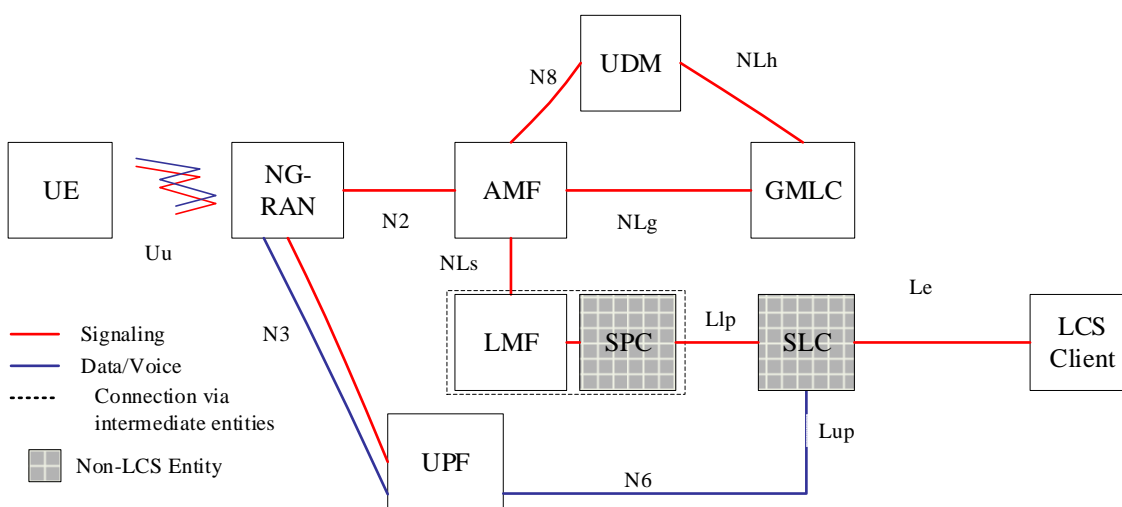 UDM
N8
NLh
UE
NG-
RAN
AMF
GMLC
N2
NLg
Uu
NLs
Le
Llp
N3
LMF
SPC
SLC
LCS
Client
Signaling
Data/Voice
Connection via
intermediate entities
Lup
UPF
Non-LCS Entity
N6